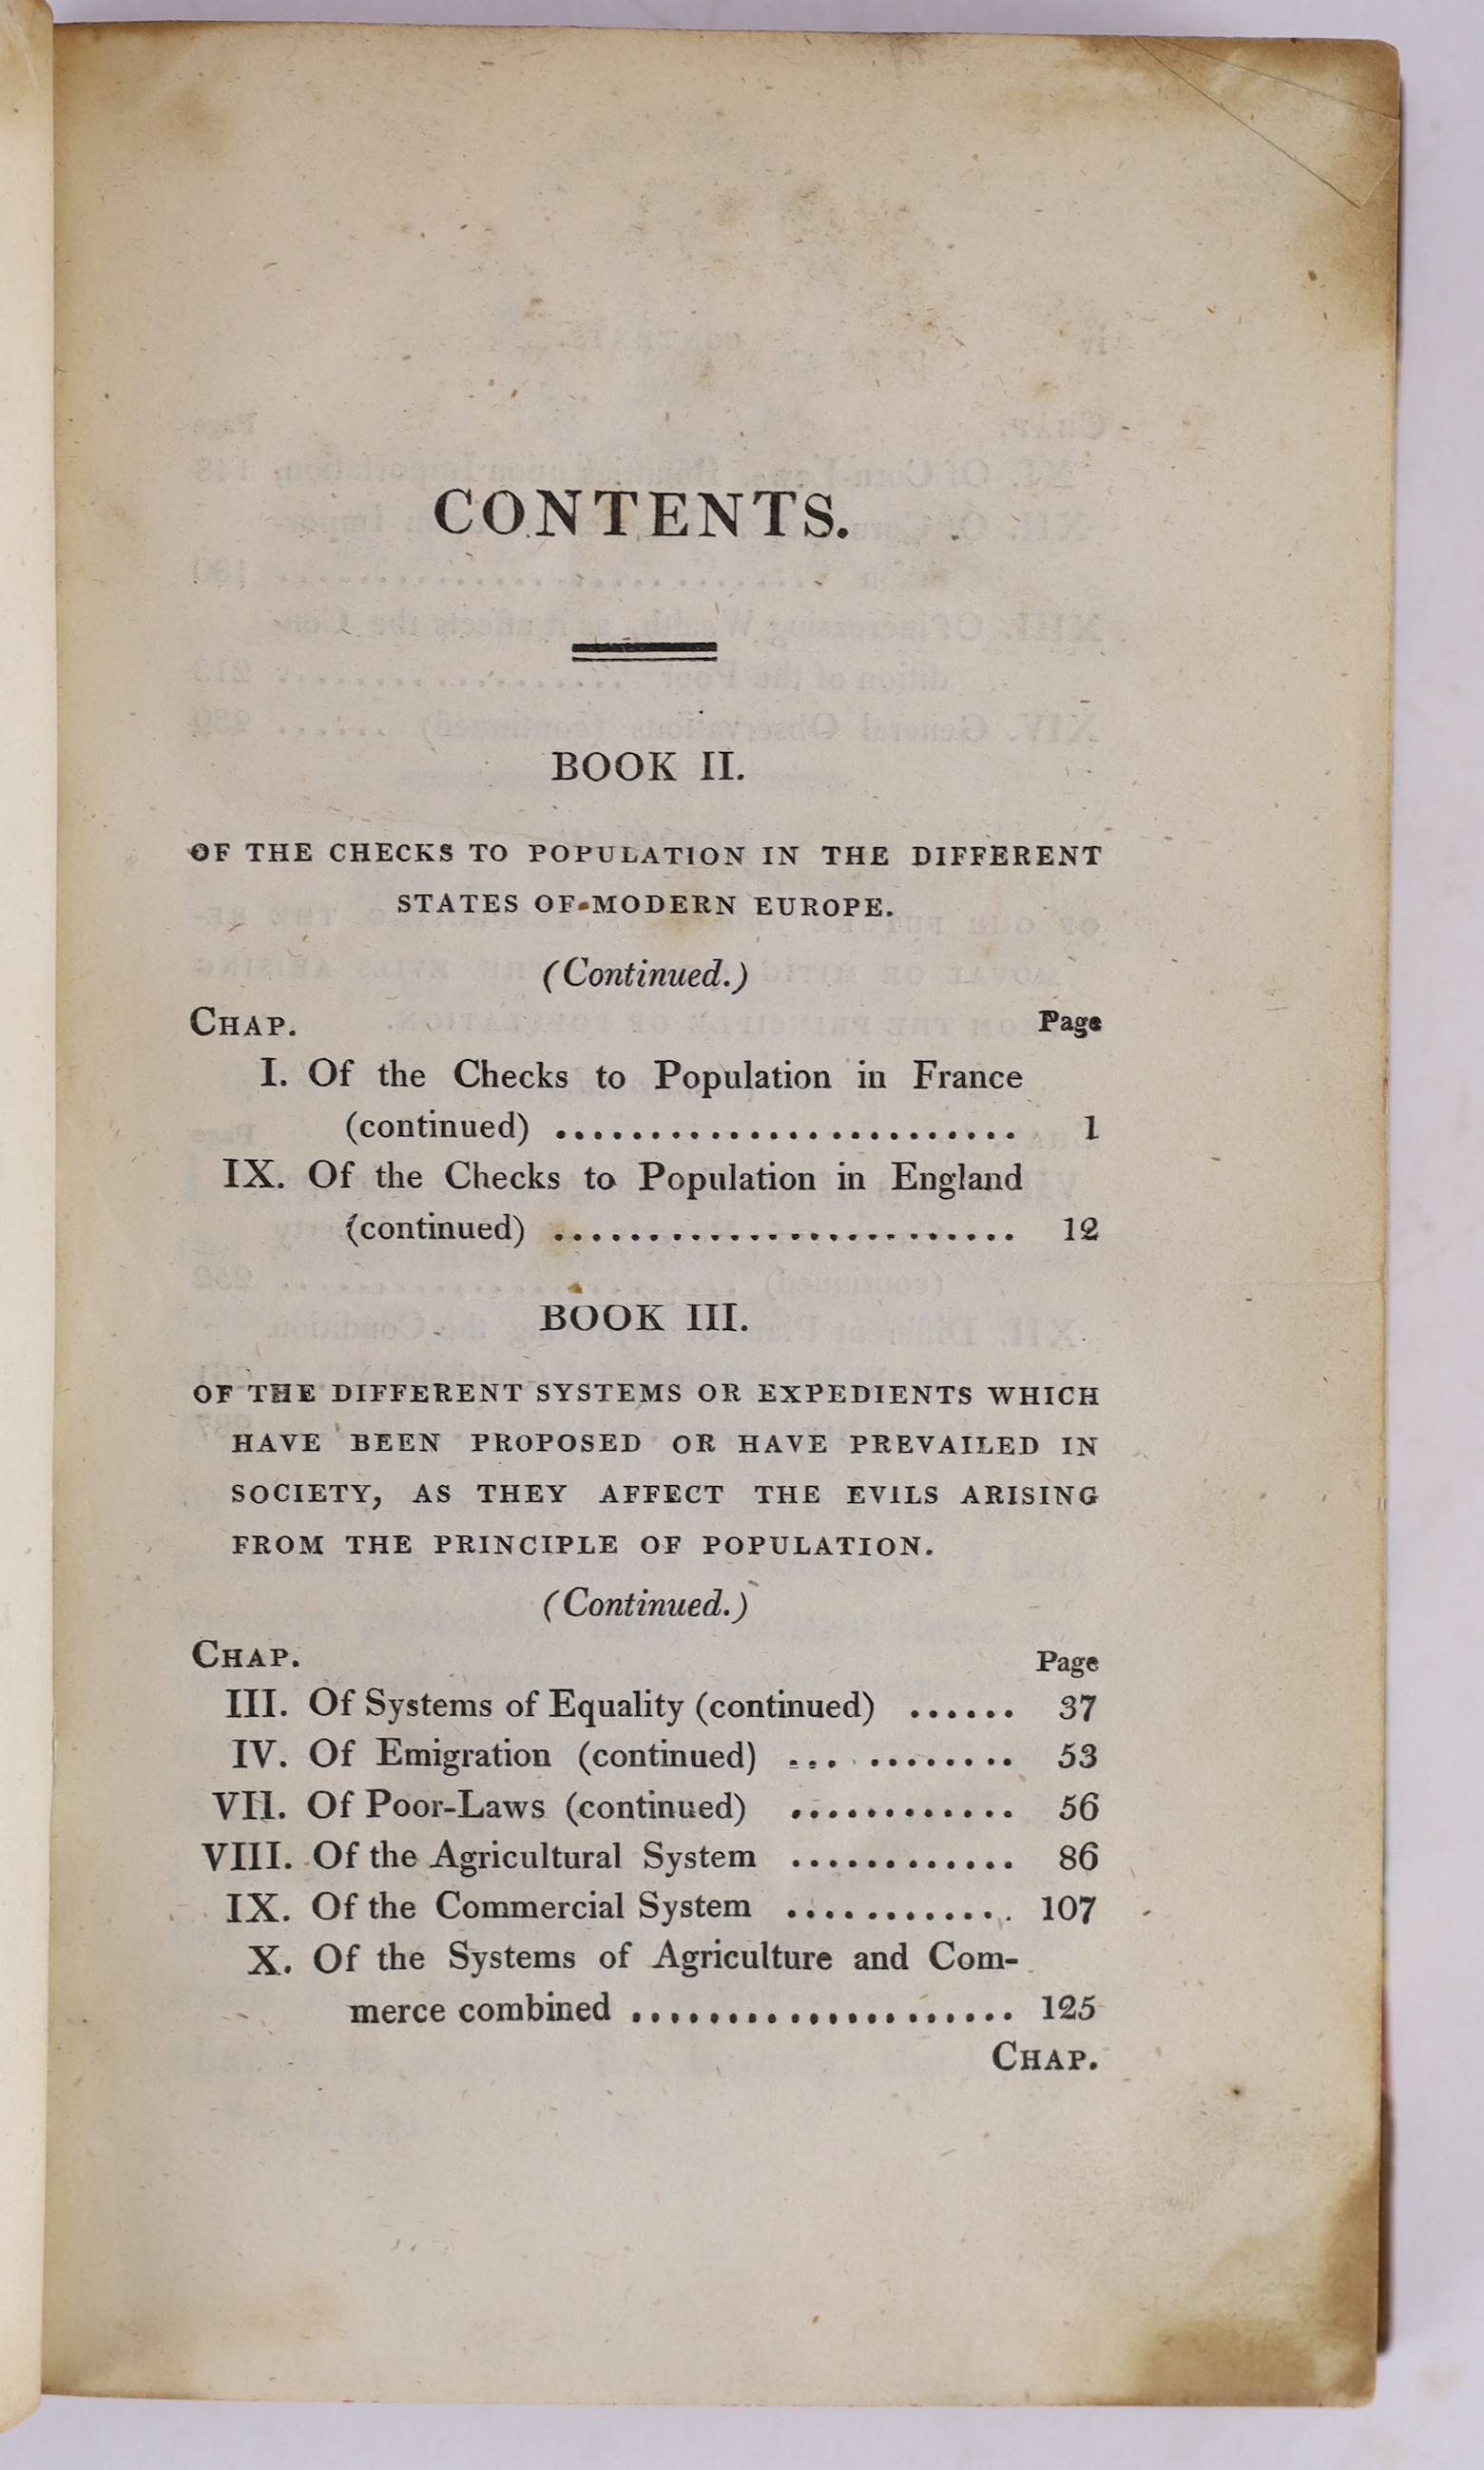 CONTENTS.
BOOK II.
OF THE CHECKS TO POPULATION IN THE DIFFERENT
STATES OF MODERN EUROPE.
(Continued.)
CHAP. Page
I. Of the Checks to Population in France
(continued) ........................ 1
IX. Of the Checks to Population in England
(continued) ........................ 12
BOOK III.
OF THE DIFFERENT SYSTEMS OR EXPEDIENTS WHICH
HAVE BEEN PROPOSED OR HAVE PREVAILED IN
SOCIETY, AS THEY AFFECT THE EVILS ARISING
FROM THE PRINCIPLE OF POPULATION.
(Continued.)
CHAP. Page
III. Of Systems of Equality (continued) ...... 37
IV. Of Emigration (continued) ............ 53
VII. Of Poor-Laws (continued) ............ 56
VIII. Of the Agricultural System ............ 86
IX. Of the Commercial System ............ 107
X. Of the Systems of Agriculture and Com-
merce combined .................... 125
CHAP.